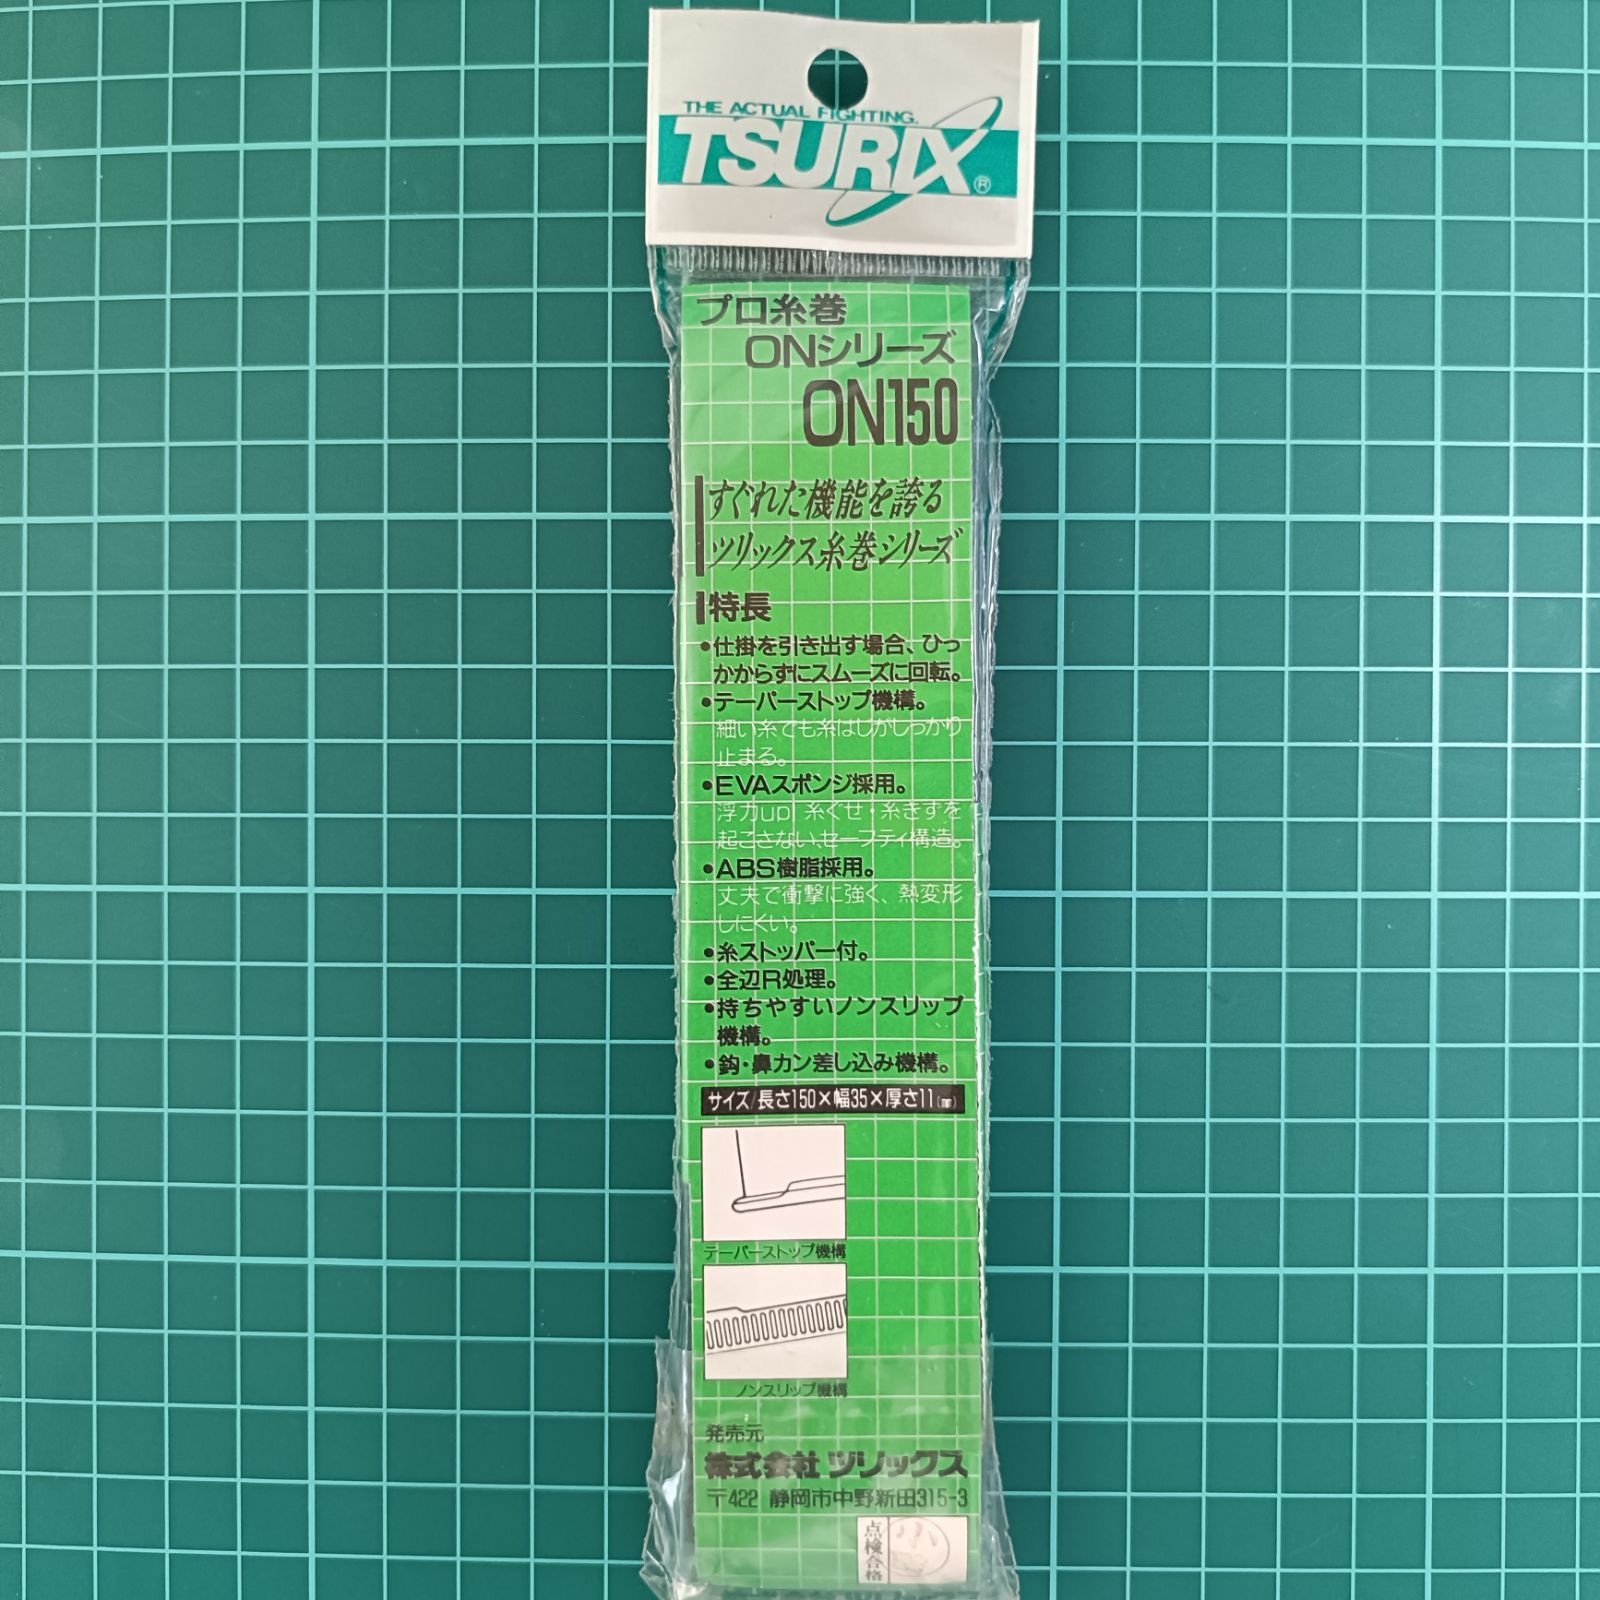 THE ACTUAL FIGHTING.
TSURIX®
プロ糸巻
ONシリーズ
ON150
すぐれた機能を誇る
ツリックス糸巻シリーズ
特長
•仕掛を引き出す場合、ひっ
かからずにスムーズに回転。
•テーパーストップ機構。
細い糸でも糸はじがしっかり
止まる。
•EVAスポンジ採用。
浮力up! 糸ぐせ・糸きずを
起こさない、セーフティ構造。
•ABS樹脂採用。
丈夫で衝撃に強く、熱変形
しにくい。
•糸ストッパー付。
•全辺R処理。
•持ちやすいノンスリップ
機構。
•鈎・鼻カン差し込み機構。
サイズ/長さ150×幅35×厚さ11(㎜)
テーパーストップ機構
ノンスリップ機構
発売元
株式会社ツリックス
〒422 静岡市中野新田315-3
点検合格